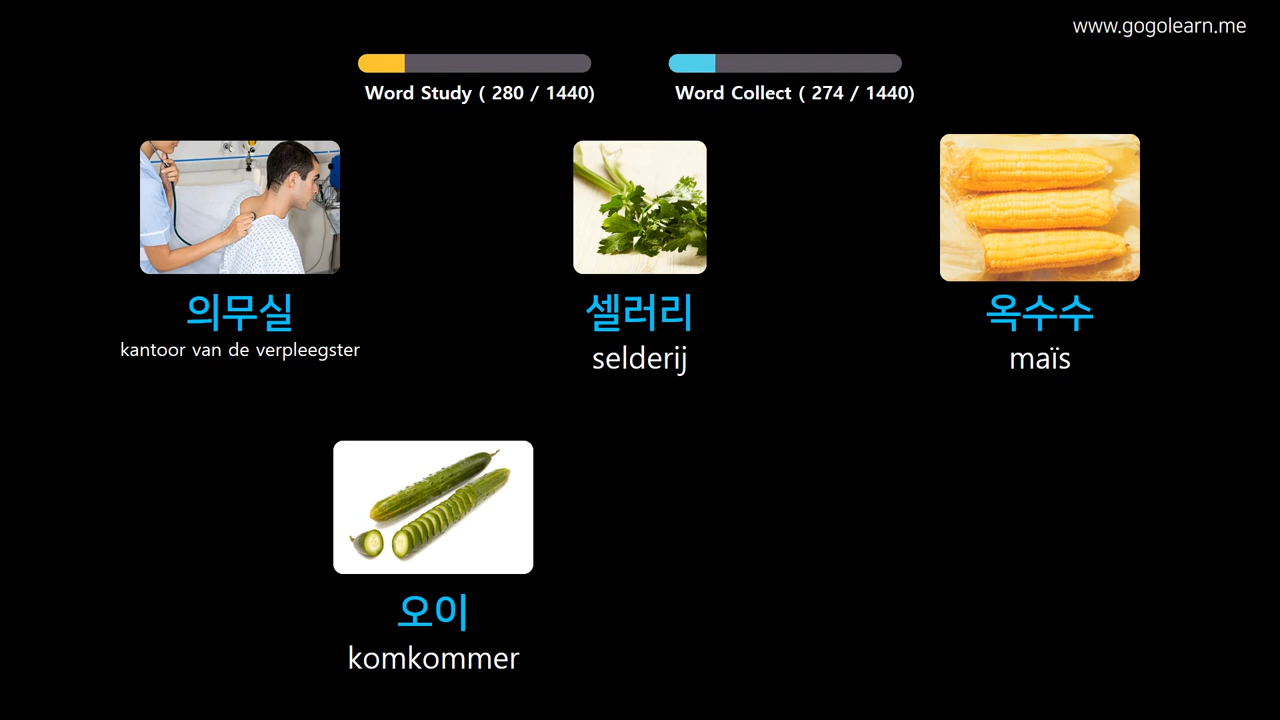 www.gogolearn.me
Word Study ( 280 / 1440)
Word Collect ( 274 / 1440)
의무실
kantoor van de verpleegster
셀러리
selderij
옥수수
maïs
오이
komkommer